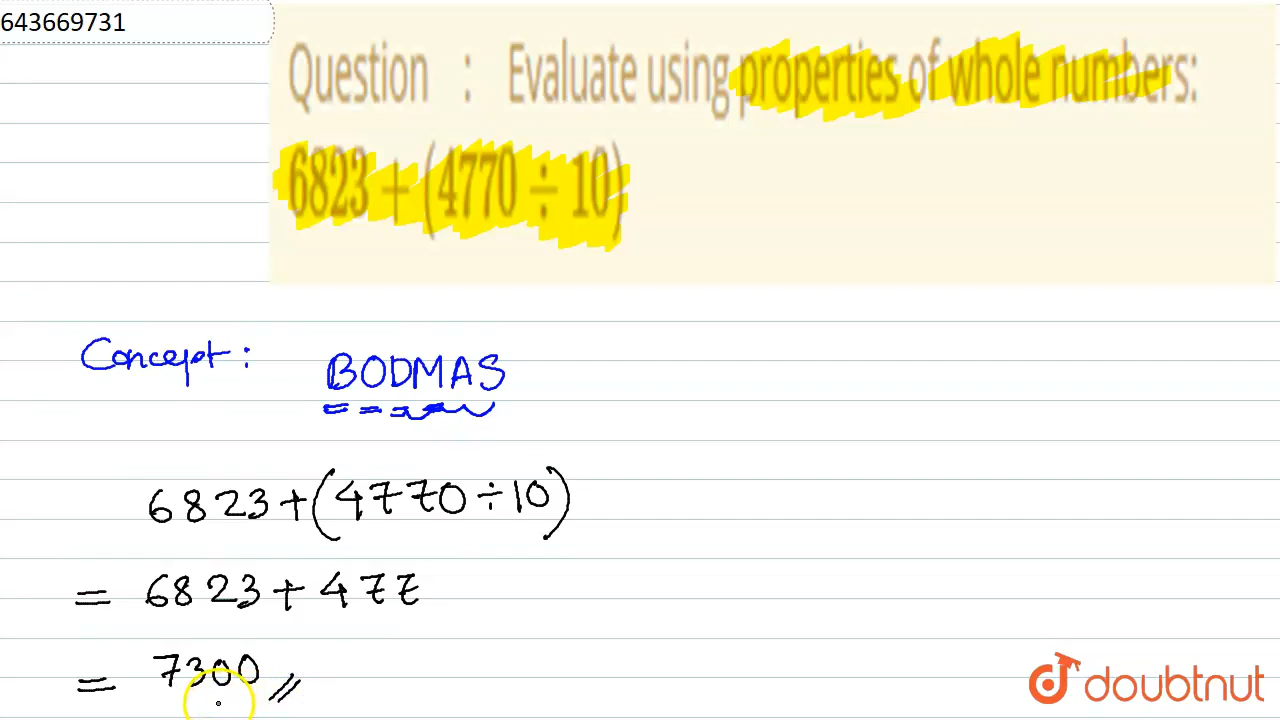 643669731
Question : Evaluate using properties of whole numbers:
6823 + (4770 ÷ 10)
Concept : BODMAS
6823+(4770÷10)
= 6823+477
= 7300 //
doubtnut